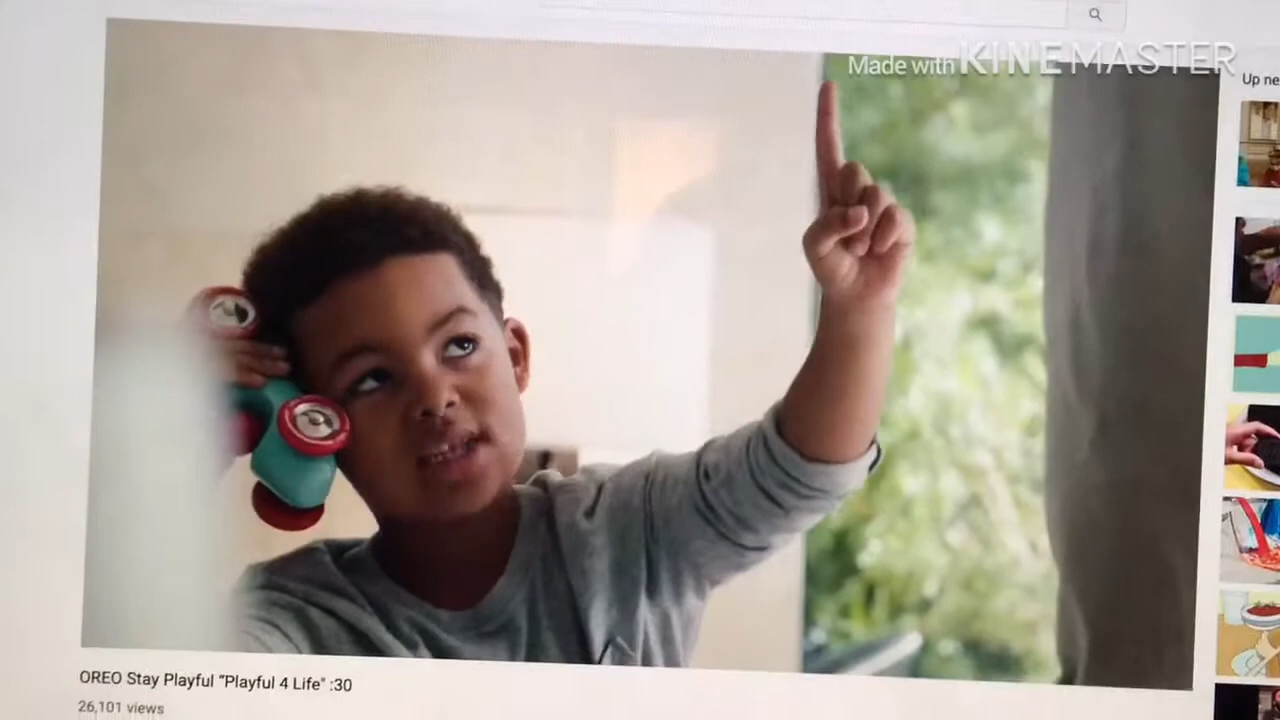 Made with KINEMASTER
Up ne
OREO Stay Playful "Playful 4 Life" :30
26,101 views